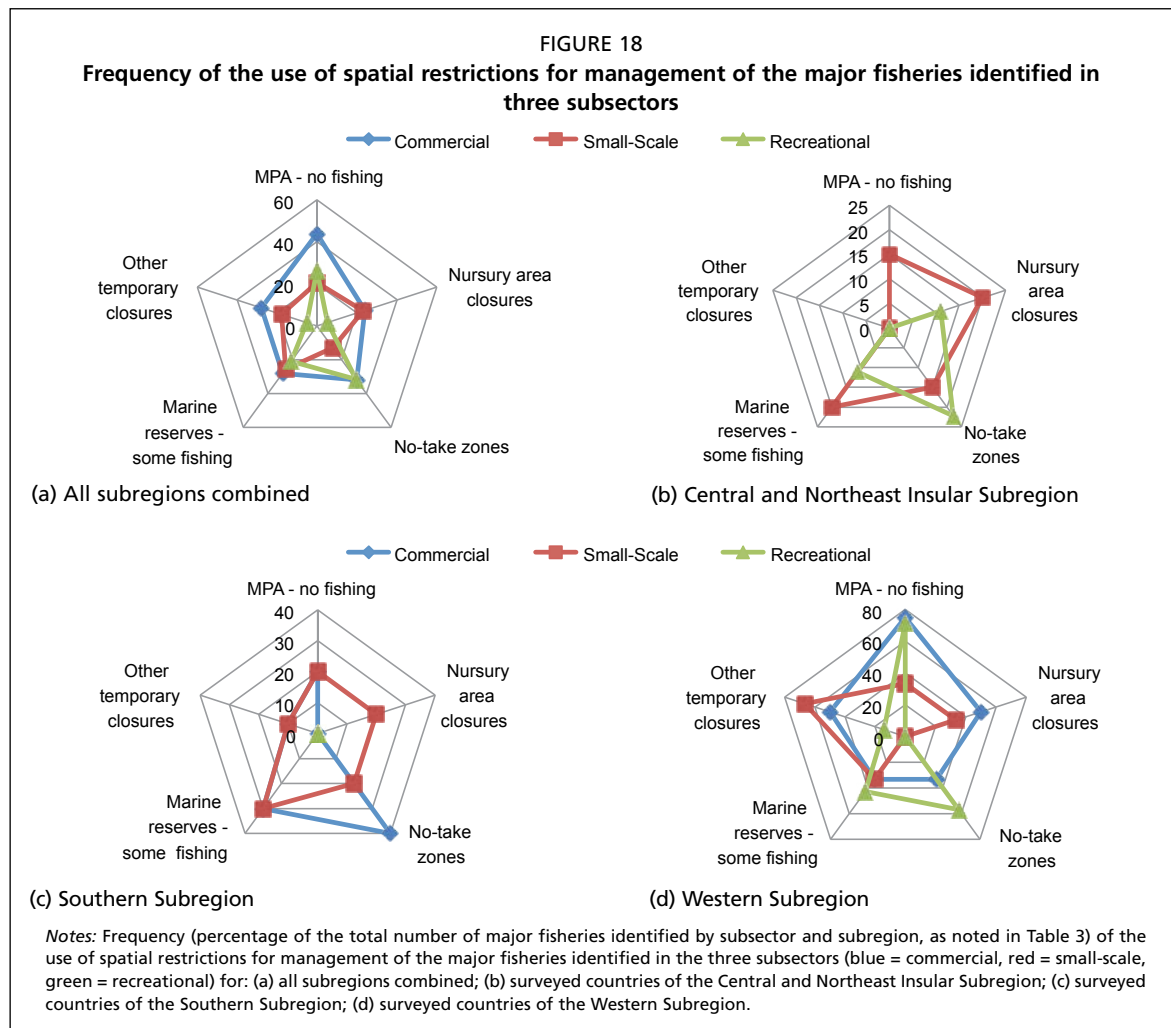 FIGURE 18
Frequency of the use of spatial restrictions for management of the major fisheries identified in
three subsectors
Commercial Small-Scale Recreational
MPA - no fishing
60
40
20
0
Nursury area
closures
No-take zones
Marine
reserves -
some fishing
Other
temporary
closures
(a) All subregions combined
MPA - no fishing
25
20
15
10
5
0
Nursury
area
closures
No-take
zones
Marine
reserves -
some fishing
Other
temporary
closures
(b) Central and Northeast Insular Subregion
Commercial Small-Scale Recreational
MPA - no fishing
40
30
20
10
0
Nursury
area
closures
No-take
zones
Marine
reserves -
some fishing
Other
temporary
closures
(c) Southern Subregion
MPA - no fishing
80
60
40
20
0
Nursury
area
closures
No-take
zones
Marine
reserves -
some fishing
Other
temporary
closures
(d) Western Subregion
Notes: Frequency (percentage of the total number of major fisheries identified by subsector and subregion, as noted in Table 3) of the
use of spatial restrictions for management of the major fisheries identified in the three subsectors (blue = commercial, red = small-scale,
green = recreational) for: (a) all subregions combined; (b) surveyed countries of the Central and Northeast Insular Subregion; (c) surveyed
countries of the Southern Subregion; (d) surveyed countries of the Western Subregion.